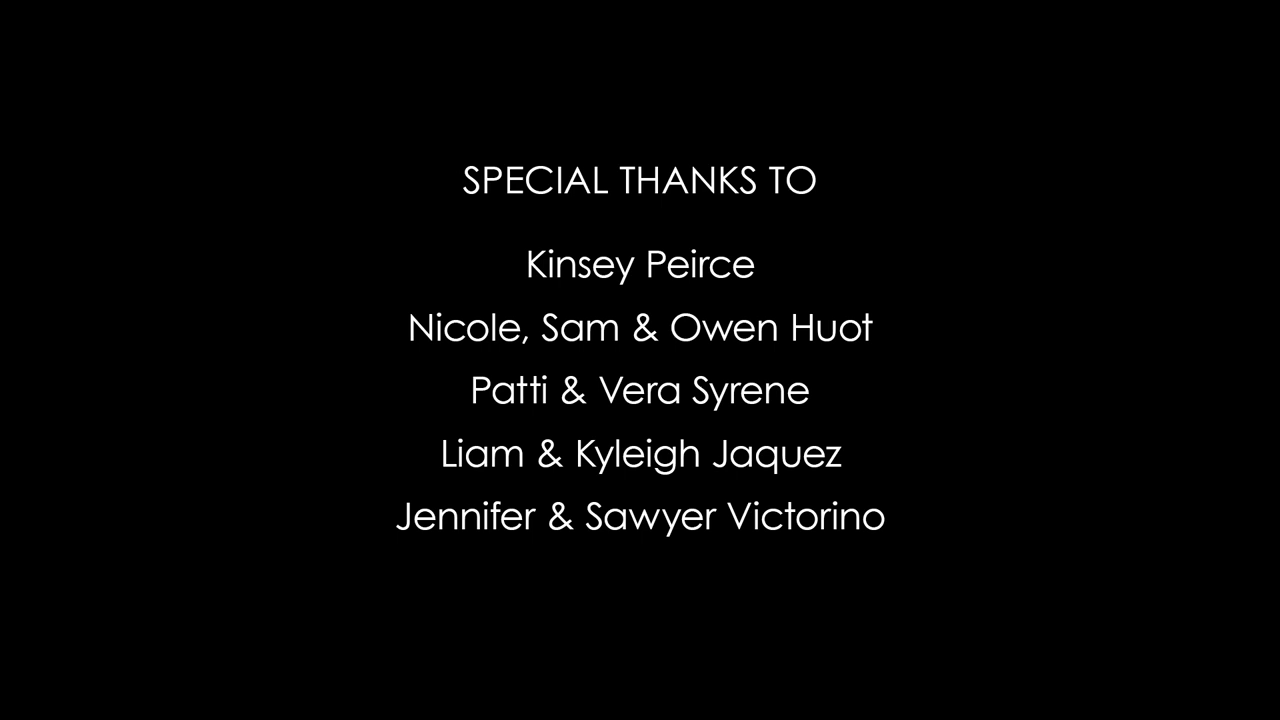 SPECIAL THANKS TO
Kinsey Peirce
Nicole, Sam & Owen Huot
Patti & Vera Syrene
Liam & Kyleigh Jaquez
Jennifer & Sawyer Victorino